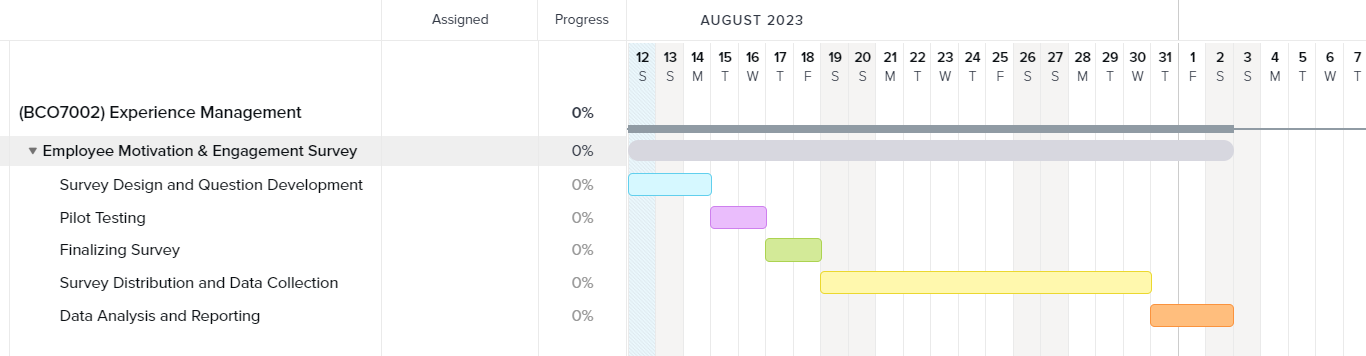 Assigned Progress AUGUST 2023
12 13 14 15 16 17 18 19 20 21 22 23 24 25 26 27 28 29 30 31 1 2 3 4 5 6 7
S S M T W T F S S M T W T F S S M T W T F S S M T W T
(BCO7002) Experience Management 0%
Employee Motivation & Engagement Survey 0%
Survey Design and Question Development 0%
Pilot Testing 0%
Finalizing Survey 0%
Survey Distribution and Data Collection 0%
Data Analysis and Reporting 0%